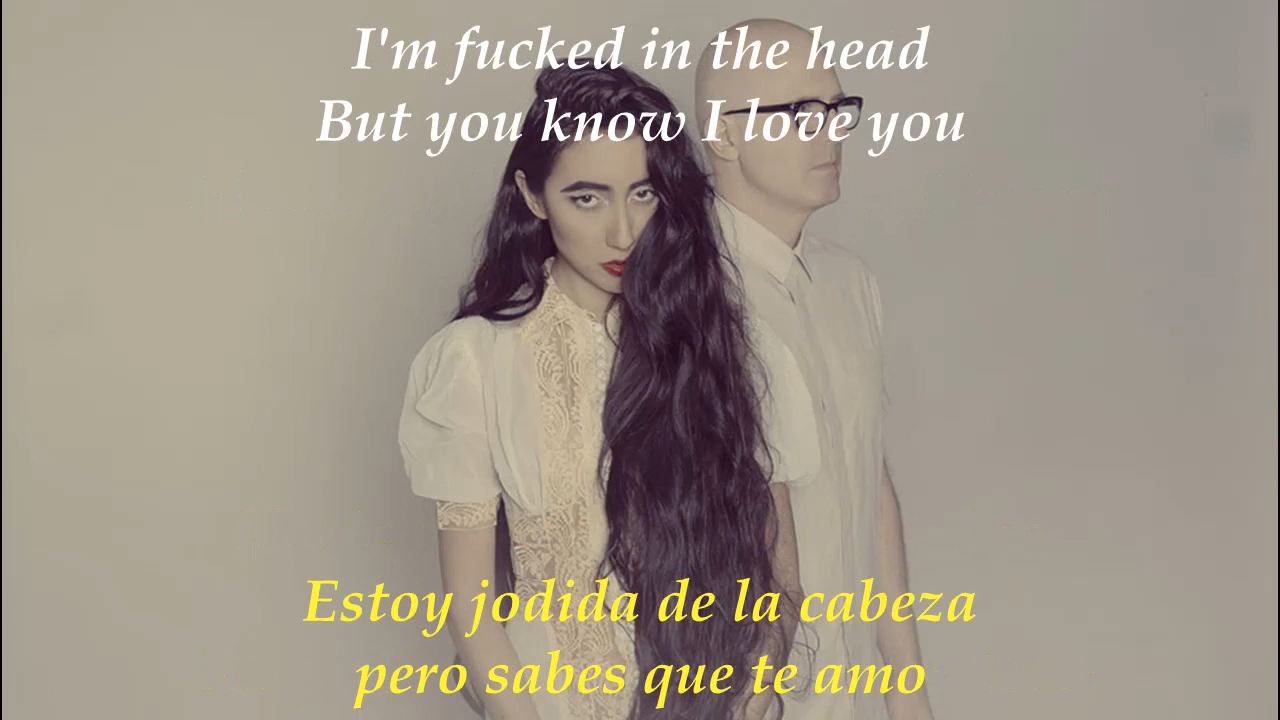 I'm fucked in the head
But you know I love you
Estoy jodida de la cabeza
pero sabes que te amo